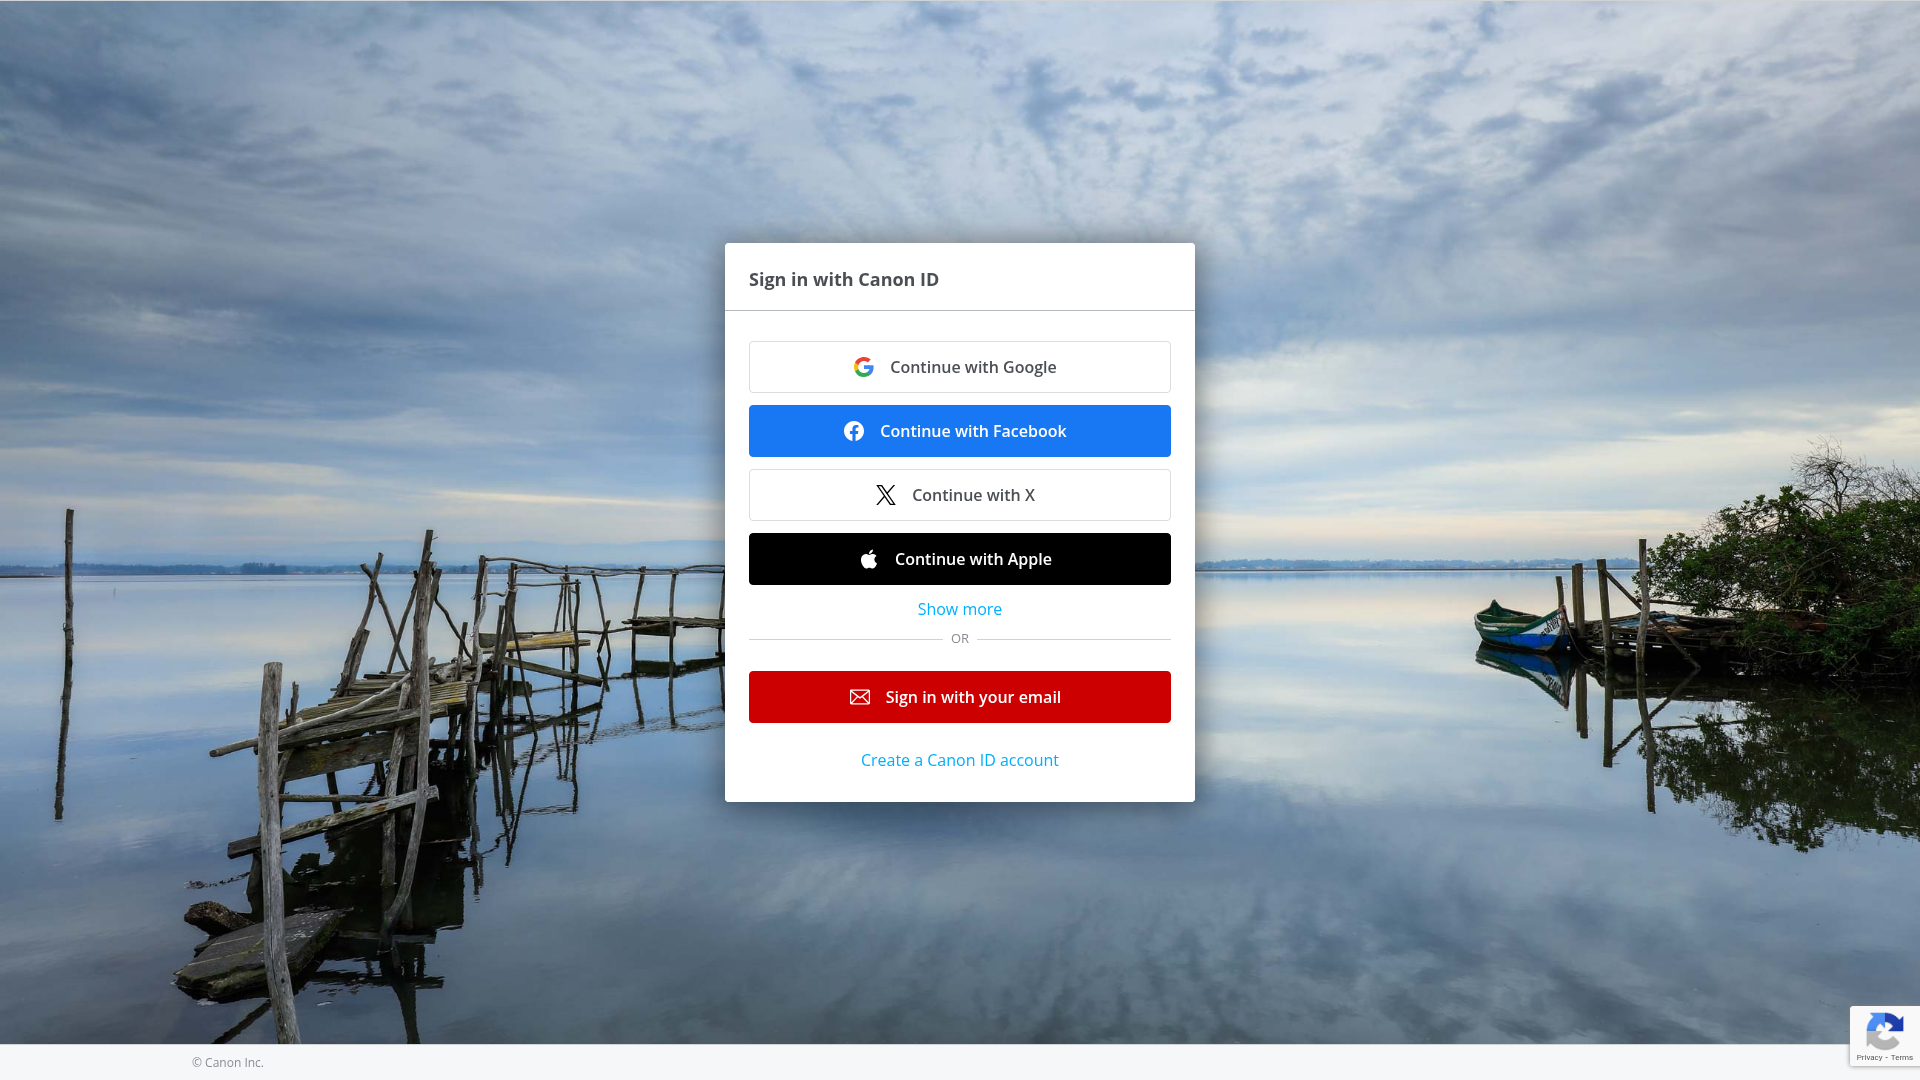 Sign in with Canon ID
Continue with Google
Continue with Facebook
Continue with X
Continue with Apple
Show more
OR
Sign in with your email
Create a Canon ID account
© Canon Inc.
Privacy - Terms